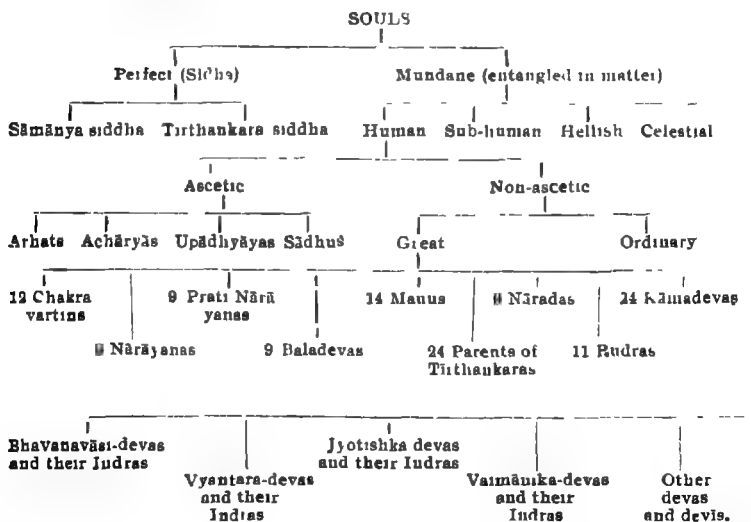 SOULS
Perfect (Sidha) Mundane (entangled in matter)
Sāmānya siddha Tīrthankara siddha Human Sub-human Hellish Celestial
Ascetic Non-ascetic
Arhats Achāryās Upādhyāyas Sādhus Great Ordinary
12 Chakra 9 Prati Nārā 14 Manus Nāradas 24 Kāmadevas
vartins yanas
Nārāyanas 9 Baladevas 24 Parents of 11 Rudras
Tīrthankaras
Bhavanavāsi-devas Jyotishka devas
and their Indras and their Indras
Vyantara-devas Vaimānika-devas Other
and their and their devas
Indras Indras and devis.